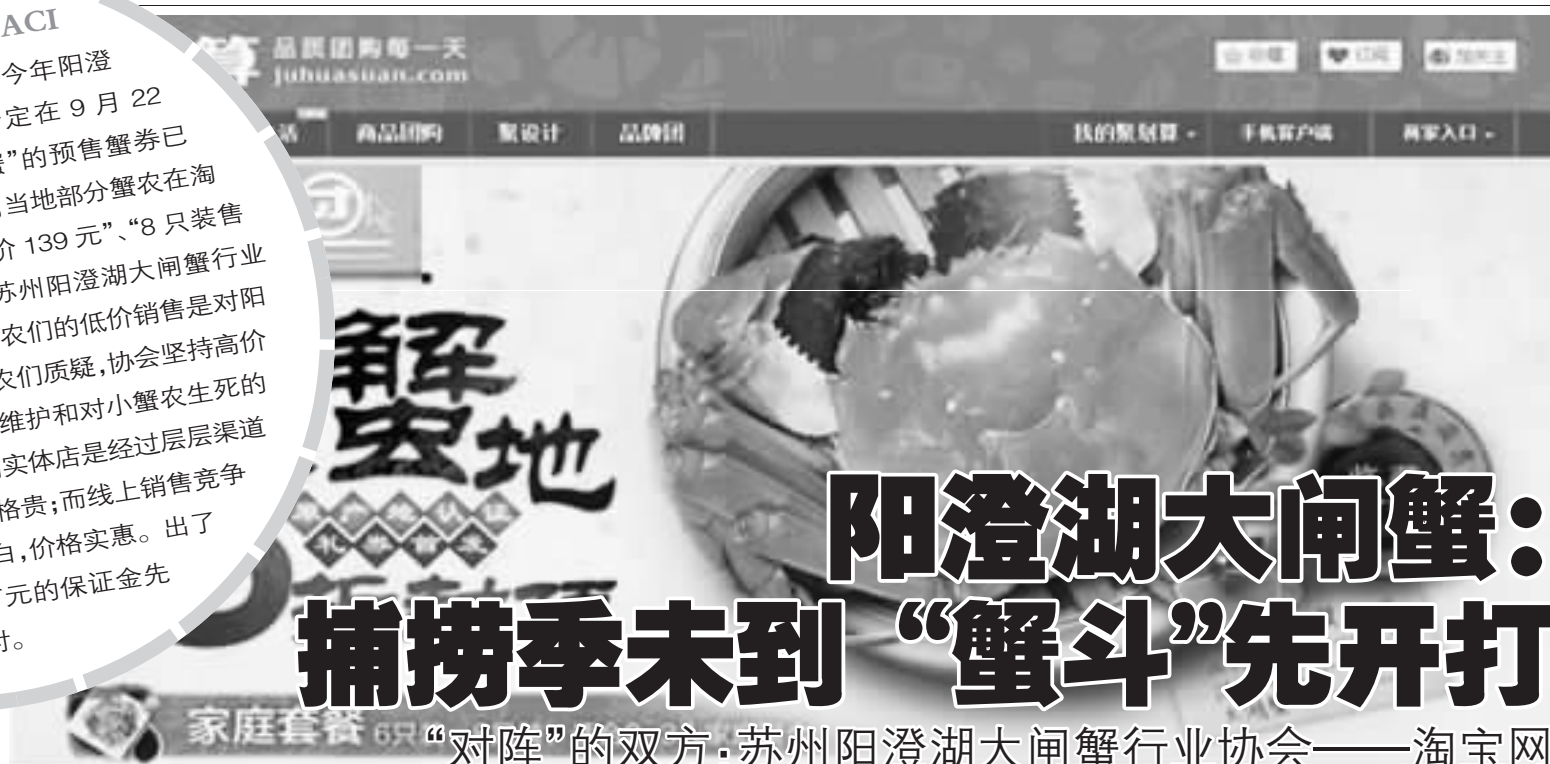 ACI
今年阳澄
定在 9 月 22
”的预售蟹券已
当地部分蟹农在淘
价 139 元”、“8 只装售
苏州阳澄湖大闸蟹行业
农们的低价销售是对阳
农们质疑,协会坚持高价
维护和对小蟹农生死的
实体店是经过层层渠道
格贵;而线上销售竞争
白,价格实惠。出了
元的保证金先
付。
品质团购每一天
juhuasuan.com
商品团购
聚设计
品牌团
我的聚划算
手机客户端
商家入口
蟹地
阳澄湖大闸蟹:
捕捞季未到 “蟹斗”先开打
家庭套餐 6只
“对阵”的双方:苏州阳澄湖大闸蟹行业协会——淘宝网